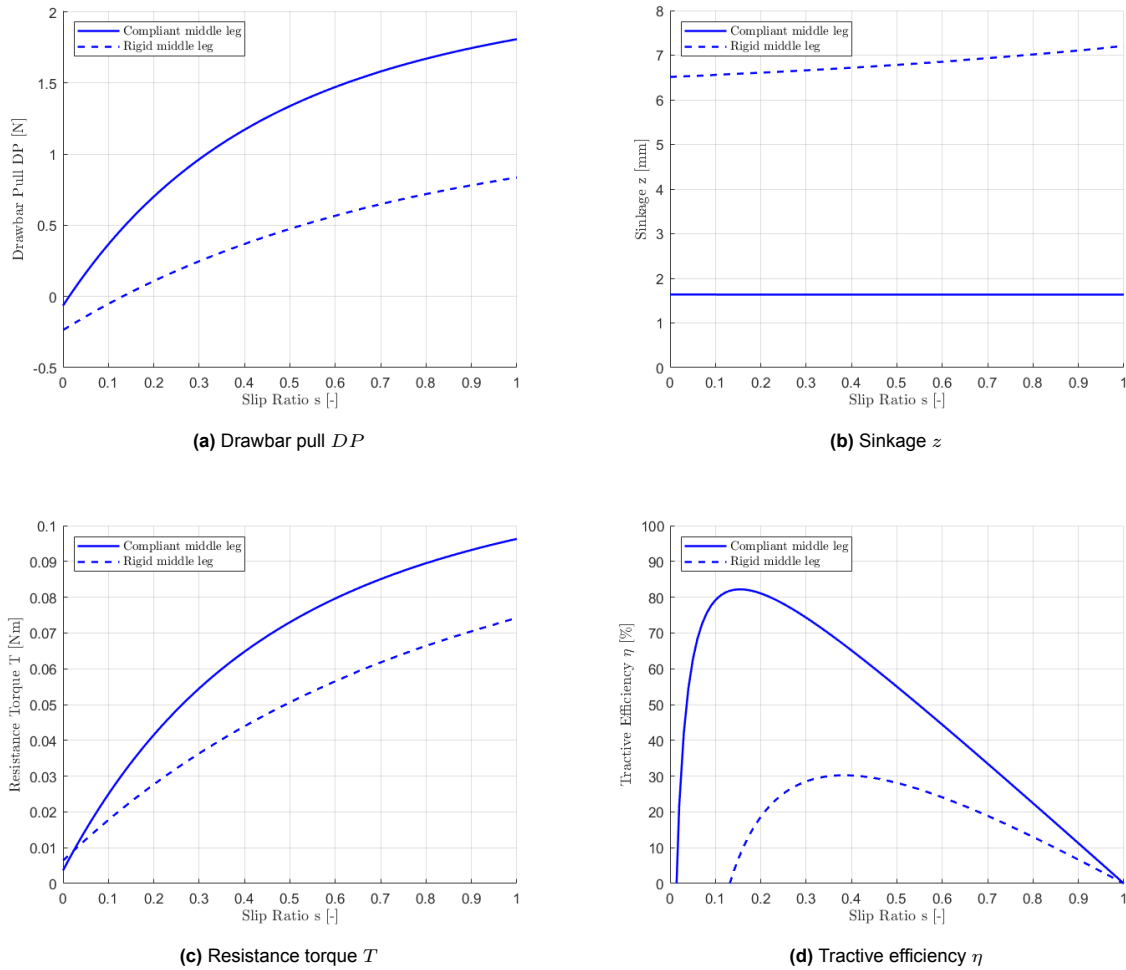 2
1.5
1
0.5
0
-0.5
Drawbar Pull DP [N]
Compliant middle leg
Rigid middle leg
0 0.1 0.2 0.3 0.4 0.5 0.6 0.7 0.8 0.9 1
Slip Ratio s [-]
(a) Drawbar pull DP
8
7
6
5
4
3
2
1
0
Sinkage z [mm]
Compliant middle leg
Rigid middle leg
0 0.1 0.2 0.3 0.4 0.5 0.6 0.7 0.8 0.9 1
Slip Ratio s [-]
(b) Sinkage z
0.1
0.09
0.08
0.07
0.06
0.05
0.04
0.03
0.02
0.01
0
Resistance Torque T [Nm]
Compliant middle leg
Rigid middle leg
0 0.1 0.2 0.3 0.4 0.5 0.6 0.7 0.8 0.9 1
Slip Ratio s [-]
(c) Resistance torque T
100
90
80
70
60
50
40
30
20
10
0
Tractive Efficiency η [%]
Compliant middle leg
Rigid middle leg
0 0.1 0.2 0.3 0.4 0.5 0.6 0.7 0.8 0.9 1
Slip Ratio s [-]
(d) Tractive efficiency η